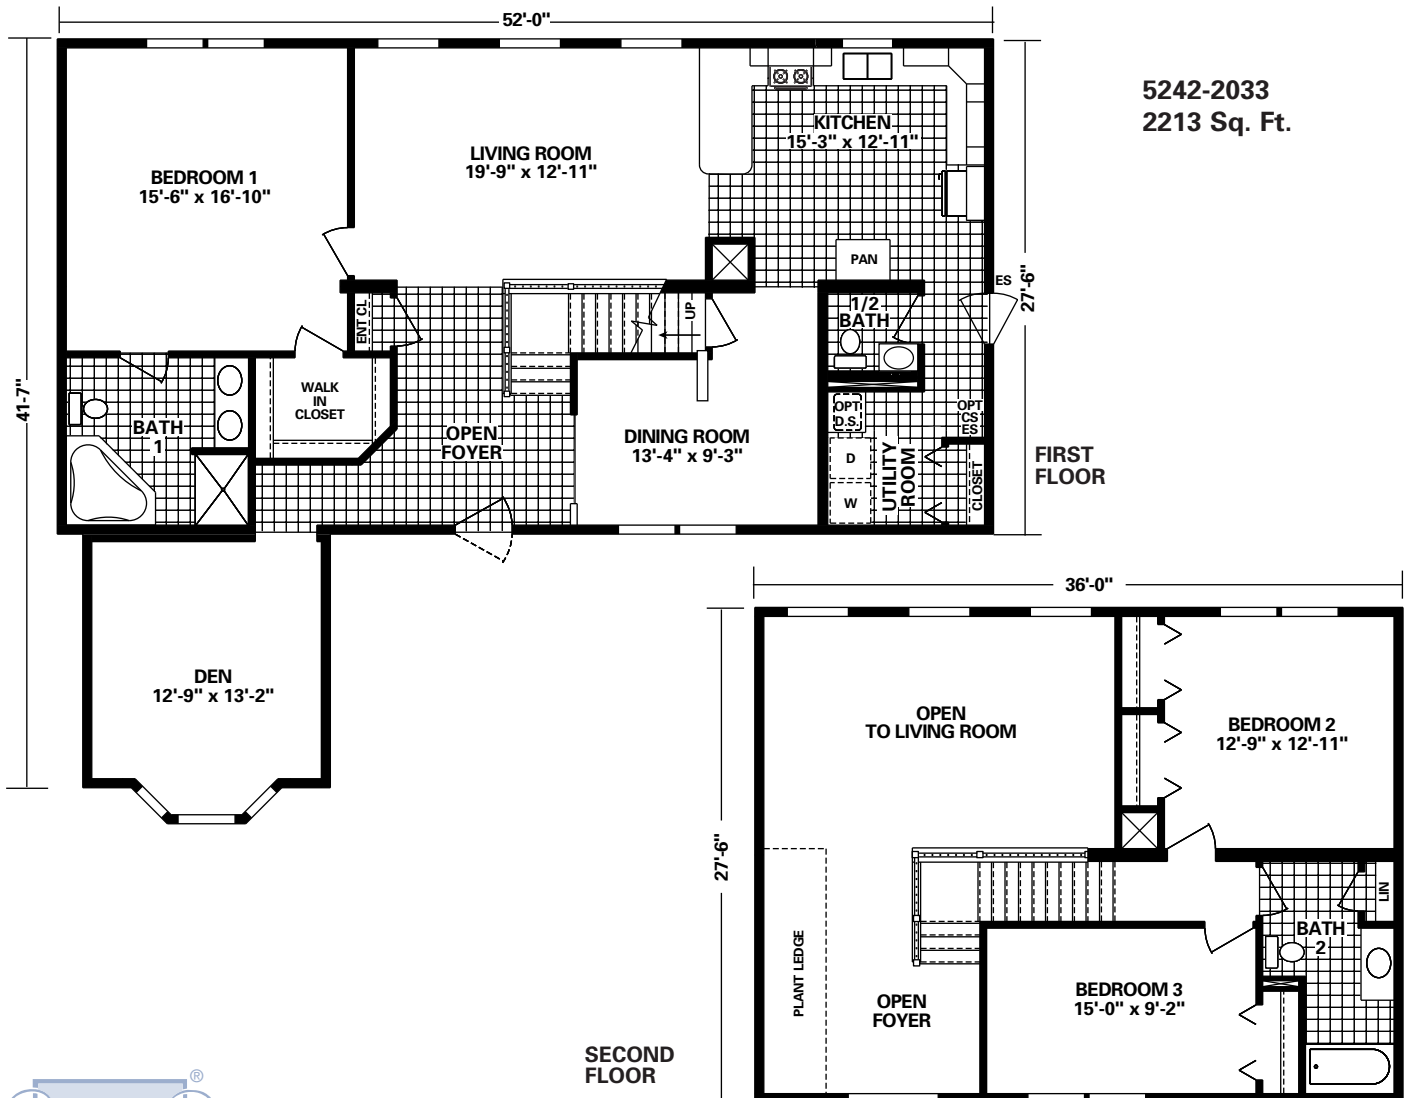 52'-0"
5242-2033
2213 Sq. Ft.
KITCHEN
15'-3" x 12'-11"
LIVING ROOM
19'-9" x 12'-11"
BEDROOM 1
15'-6" x 16'-10"
PAN
ES
27'-6"
ENT CL
UP
1/2
BATH
41-7"
WALK
IN
CLOSET
BATH
1
OPEN
FOYER
DINING ROOM
13'-4" x 9'-3"
OPT
D.S.
OPT
CS
ES
D
W
UTILITY
ROOM
CLOSET
FIRST
FLOOR
DEN
12'-9" x 13'-2"
36'-0"
27'-6"
OPEN
TO LIVING ROOM
BEDROOM 2
12'-9" x 12'-11"
LIN
BATH
2
PLANT LEDGE
OPEN
FOYER
BEDROOM 3
15'-0" x 9'-2"
SECOND
FLOOR
®